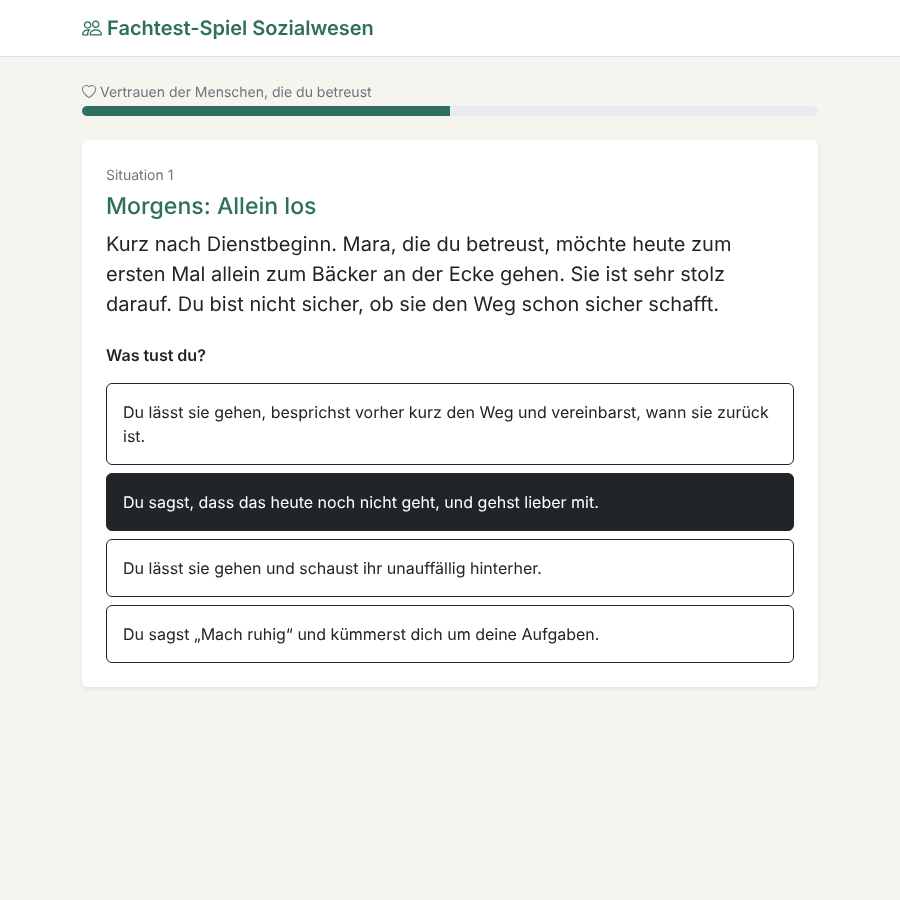 Fachtest-Spiel Sozialwesen
Vertrauen der Menschen, die du betreust
Situation 1
Morgens: Allein los
Kurz nach Dienstbeginn. Mara, die du betreust, möchte heute zum
ersten Mal allein zum Bäcker an der Ecke gehen. Sie ist sehr stolz
darauf. Du bist nicht sicher, ob sie den Weg schon sicher schafft.
Was tust du?
Du lässt sie gehen, besprichst vorher kurz den Weg und vereinbarst, wann sie zurück
ist.
Du sagst, dass das heute noch nicht geht, und gehst lieber mit.
Du lässt sie gehen und schaust ihr unauffällig hinterher.
Du sagst „Mach ruhig“ und kümmerst dich um deine Aufgaben.